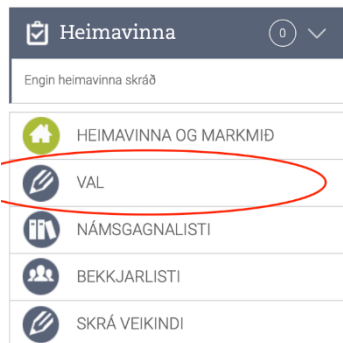 Heimavinna 0
Engin heimavinna skráð
HEIMAVINNA OG MARKMIÐ
VAL
NÁMSGAGNALISTI
BEKKJARLISTI
SKRÁ VEIKINDI